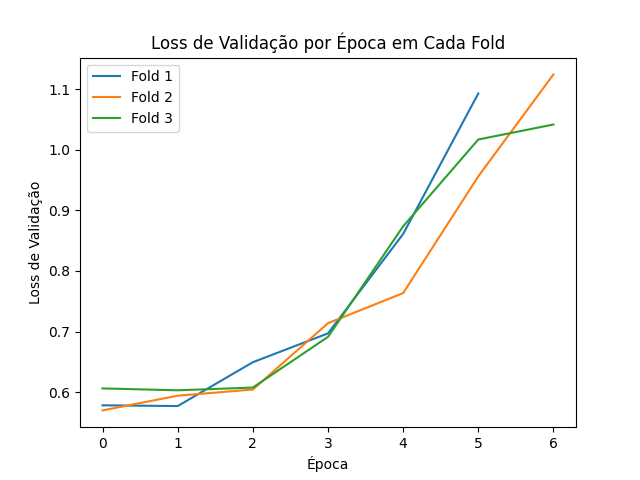 Loss de Validação por Época em Cada Fold
Fold 1
Fold 2
Fold 3
Loss de Validação
1.1
1.0
0.9
0.8
0.7
0.6
0 1 2 3 4 5 6
Época